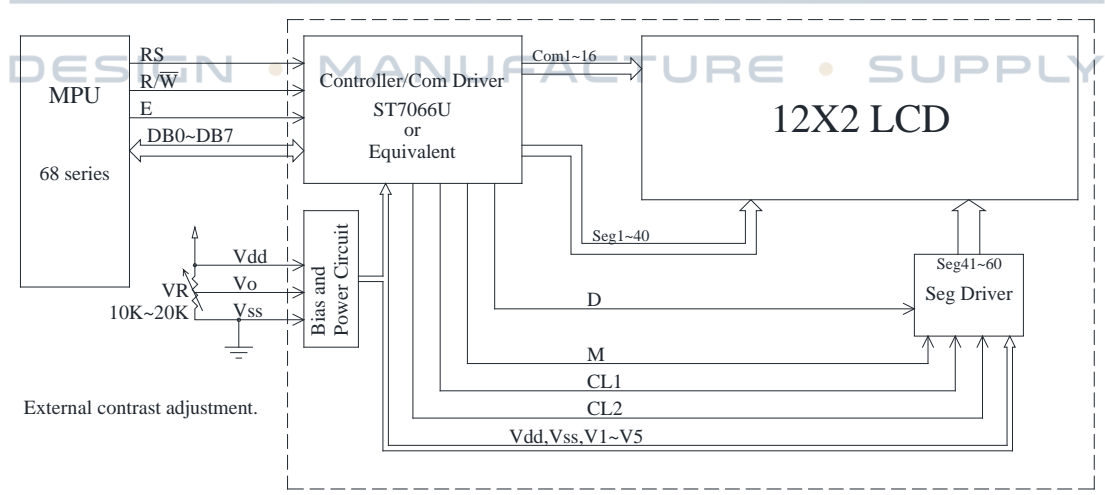 DESIGN • MANUFACTURE • SUPPLY
MPU
68 series
RS
R/W̅
E
DB0~DB7
Controller/Com Driver
ST7066U
or
Equivalent
Com1~16
12X2 LCD
Seg1~40
Seg41~60
Seg Driver
Vdd
Vo
Vss
VR
10K~20K
Bias and
Power Circuit
D
M
CL1
CL2
Vdd,Vss,V1~V5
External contrast adjustment.